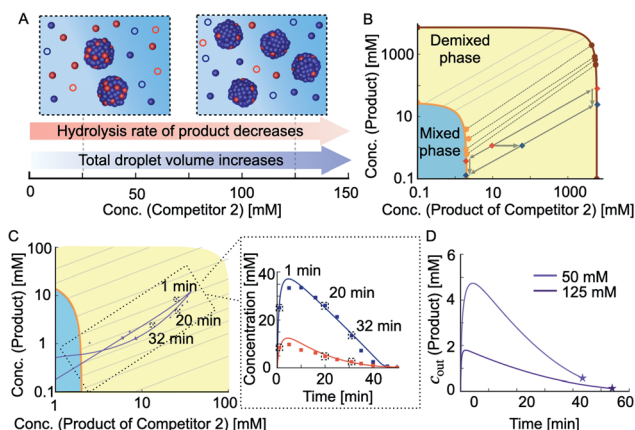 A
Hydrolysis rate of product decreases
Total droplet volume increases
0 50 100 150
Conc. (Competitor 2) [mM]
B
Conc. (Product) [mM]
1000
10
0.1
Demixed
phase
Mixed
phase
0.1 10 1000
Conc. (Product of Competitor 2) [mM]
C
Conc. (Product) [mM]
100
10
1
0.1
1 min
20 min
32 min
1 10 100
Conc. (Product of Competitor 2) [mM]
Concentration [mM]
40
20
0
1 min
20 min
32 min
0 20 40
Time [min]
D
cout (Product) [mM]
6
4
2
0
50 mM
125 mM
0 20 40 60
Time [min]